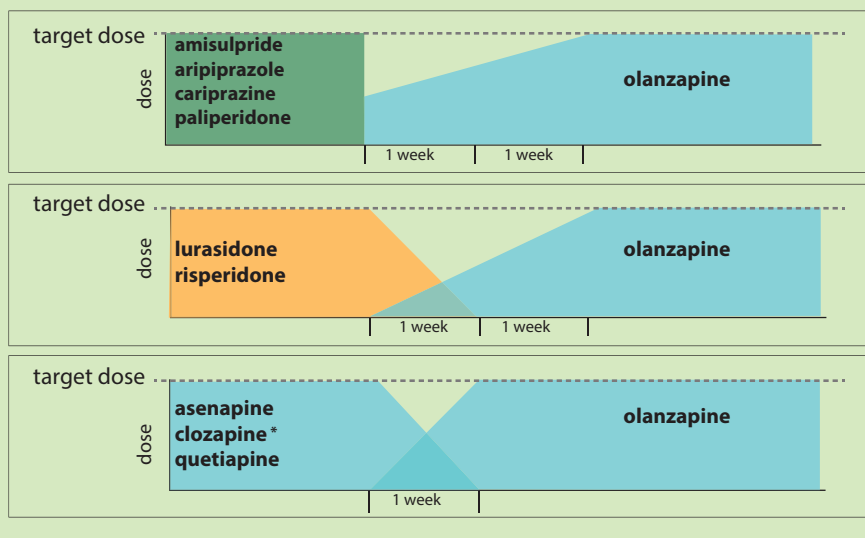 target dose
dose
amisulpride
aripiprazole
cariprazine
paliperidone
olanzapine
1 week
1 week
target dose
dose
lurasidone
risperidone
olanzapine
1 week
1 week
target dose
dose
asenapine
clozapine*
quetiapine
olanzapine
1 week